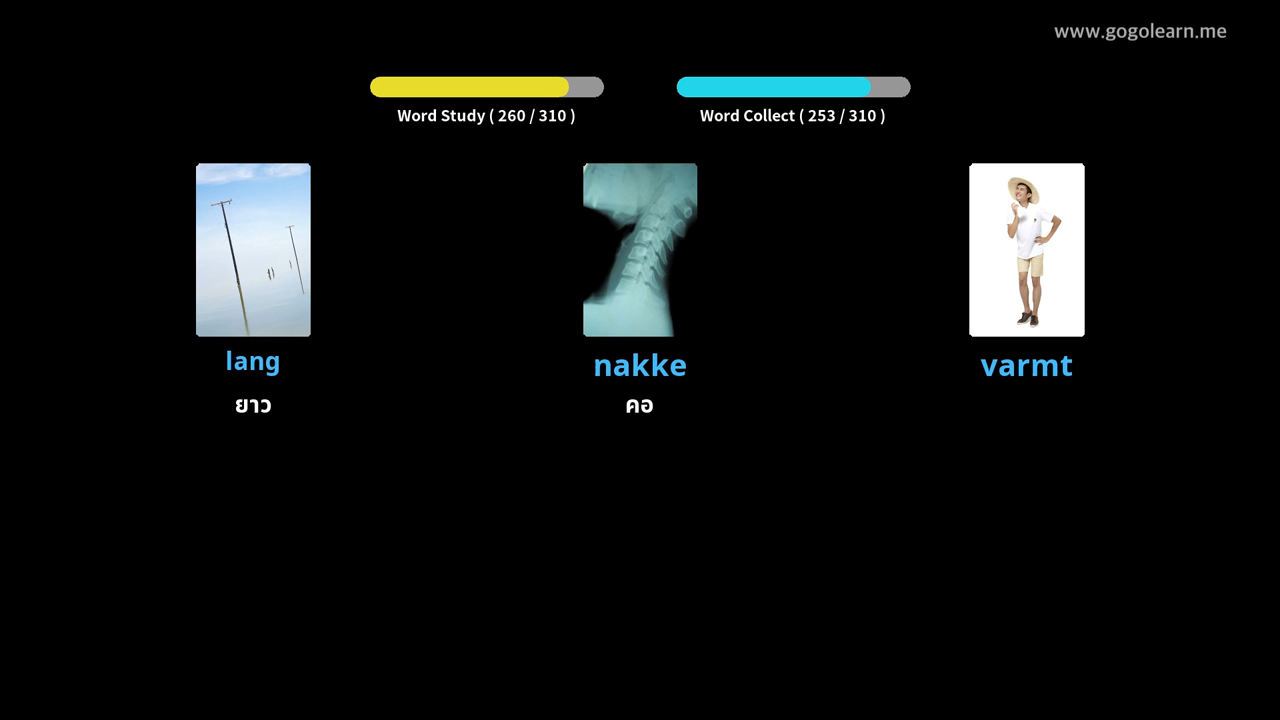 www.gogolearn.me
Word Study ( 260 / 310 )
Word Collect ( 253 / 310 )
lang
nakke
varmt
ยาว
คอ